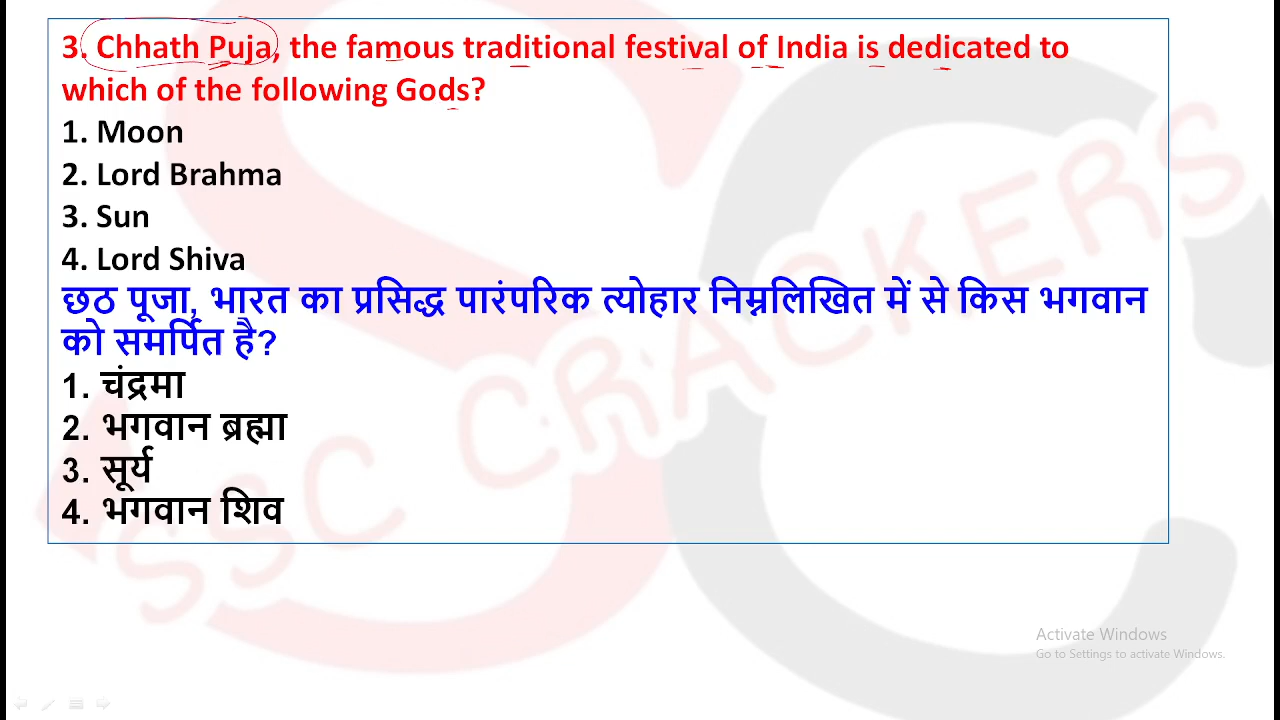 3. Chhath Puja, the famous traditional festival of India is dedicated to
which of the following Gods?
1. Moon
2. Lord Brahma
3. Sun
4. Lord Shiva
छठ पूजा, भारत का प्रसिद्ध पारंपरिक त्योहार निम्नलिखित में से किस भगवान
को समर्पित है?
1. चंद्रमा
2. भगवान ब्रह्मा
3. सूर्य
4. भगवान शिव
SSC CRACKERS
Activate Windows
Go to Settings to activate Windows.